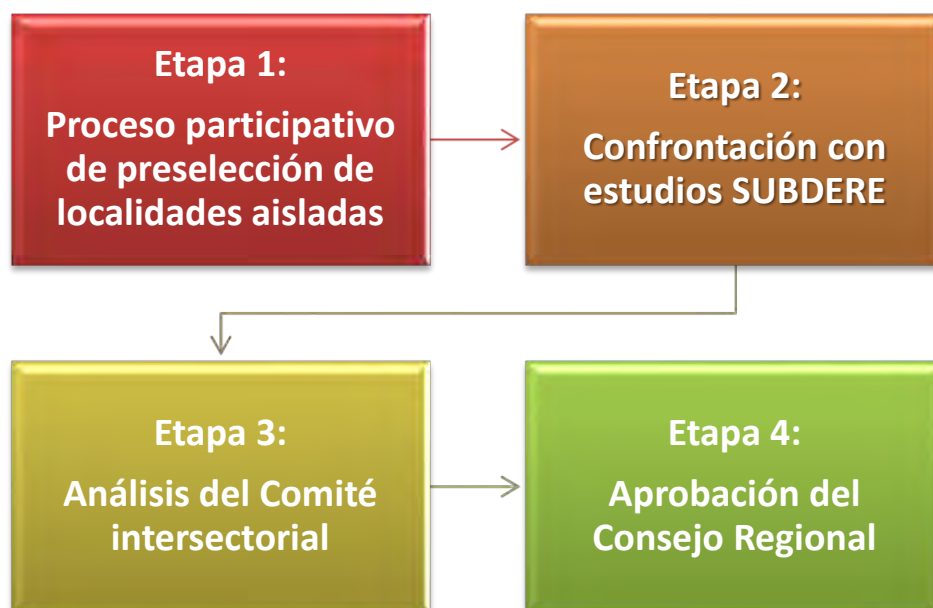 Etapa 1:
Proceso participativo
de preselección de
localidades aisladas
Etapa 2:
Confrontación con
estudios SUBDERE
Etapa 3:
Análisis del Comité
intersectorial
Etapa 4:
Aprobación del
Consejo Regional